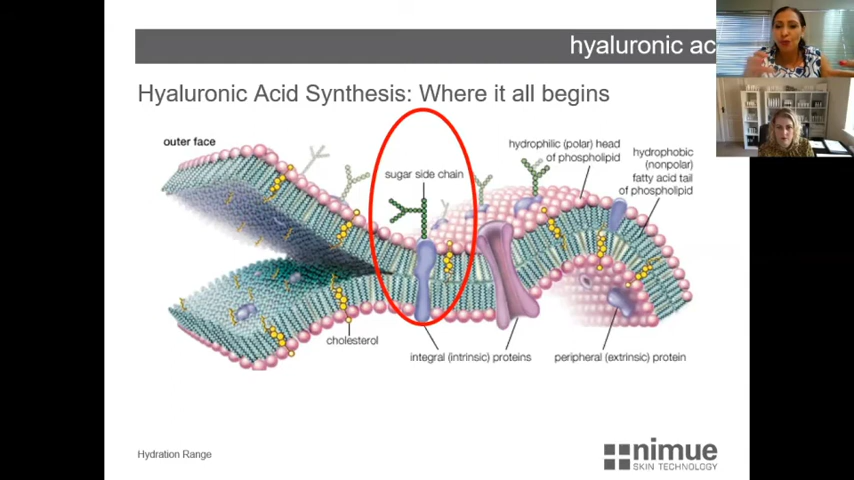 hyaluronic ac
Hyaluronic Acid Synthesis: Where it all begins
outer face
sugar side chain
hydrophilic (polar) head
of phospholipid
hydrophobic
(nonpolar)
fatty acid tail
of phospholipid
cholesterol
integral (intrinsic) proteins
peripheral (extrinsic) protein
Hydration Range
nimue
SKIN TECHNOLOGY